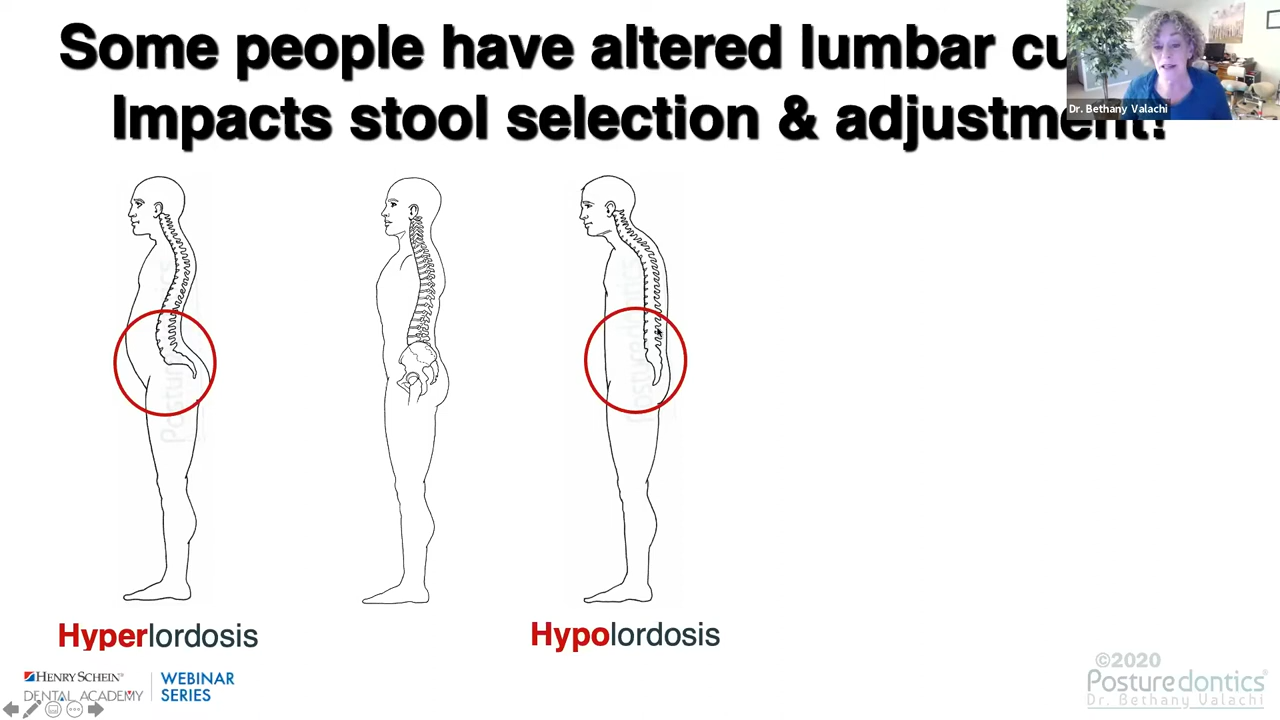 Some people have altered lumbar
Impacts stool selection & adjustment!
Dr. Bethany Valachi
Hyperlordosis
Hypolordosis
HENRY SCHEIN®
DENTAL ACADEMY
WEBINAR
SERIES
©2020
Posturedontics®
Dr. Bethany Valachi